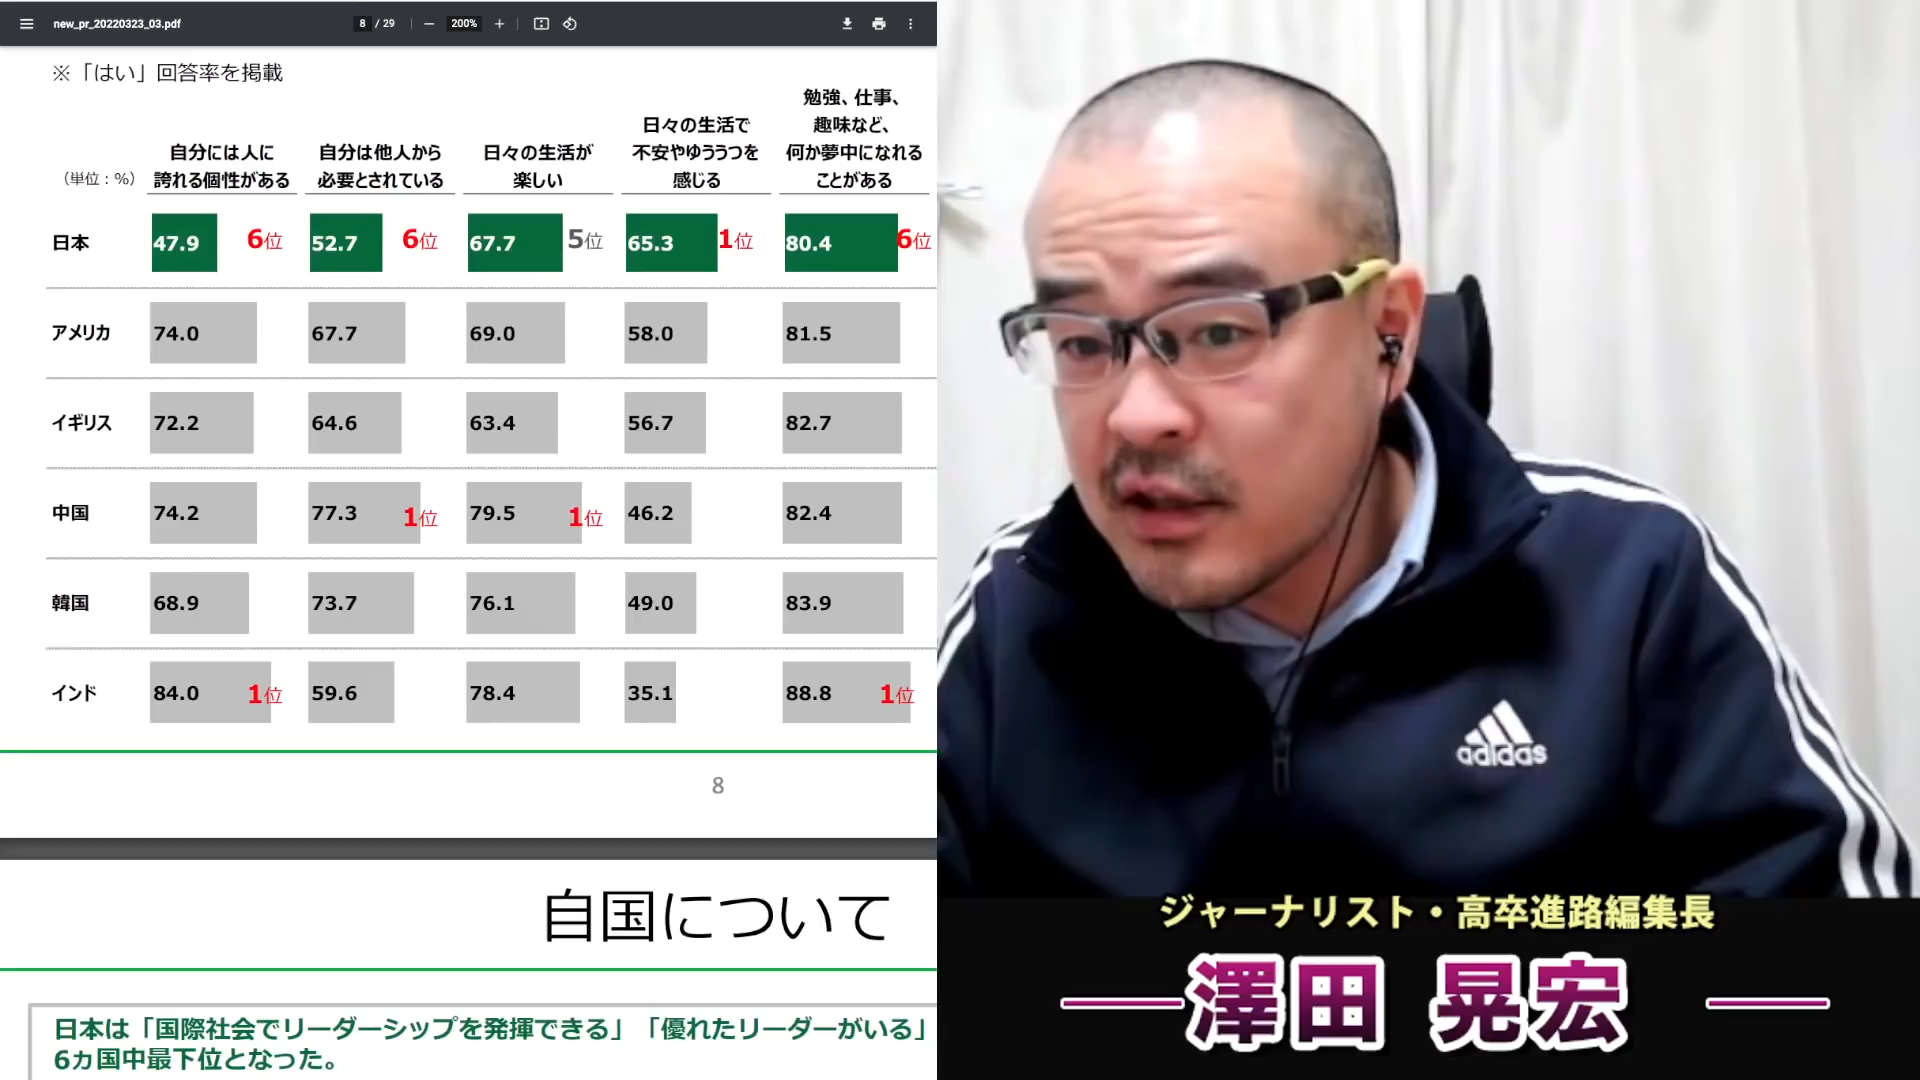 new_pr_20220323_03.pdf
8 / 29
200%
※「はい」回答率を掲載
(単位：%)
自分には人に
誇れる個性がある
自分は他人から
必要とされている
日々の生活が
楽しい
日々の生活で
不安やゆううつを
感じる
勉強、仕事、
趣味など、
何か夢中になれる
ことがある
日本 47.9 6位 52.7 6位 67.7 5位 65.3 1位 80.4 6位
アメリカ 74.0 67.7 69.0 58.0 81.5
イギリス 72.2 64.6 63.4 56.7 82.7
中国 74.2 77.3 1位 79.5 1位 46.2 82.4
韓国 68.9 73.7 76.1 49.0 83.9
インド 84.0 1位 59.6 78.4 35.1 88.8 1位
8
自国について
日本は「国際社会でリーダーシップを発揮できる」「優れたリーダーがいる」
6ヵ国中最下位となった。
adidas
ジャーナリスト・高卒進路編集長
澤田 晃宏